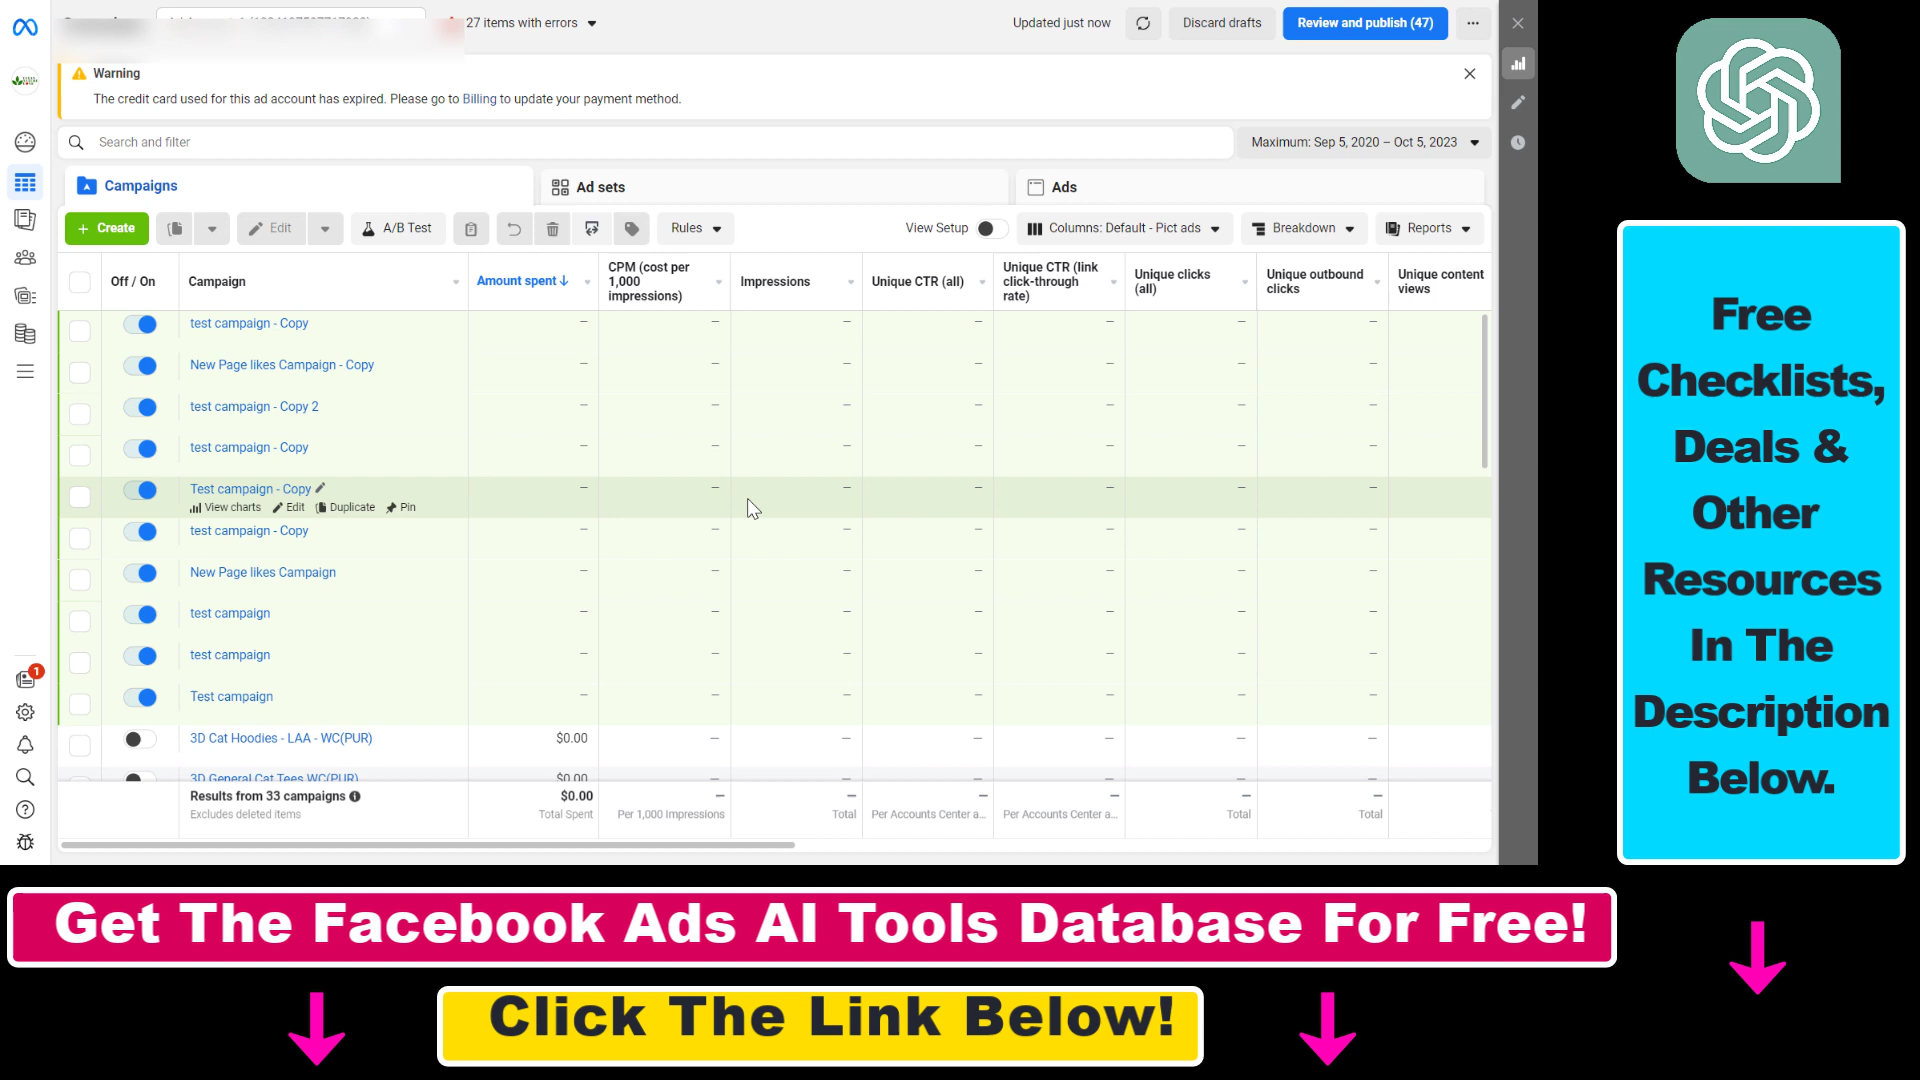 27 items with errors
Updated just now
Discard drafts
Review and publish (47)
Warning
The credit card used for this ad account has expired. Please go to Billing to update your payment method.
Search and filter
Maximum: Sep 5, 2020 – Oct 5, 2023
Campaigns
Ad sets
Ads
+ Create
Edit
A/B Test
Rules
View Setup
Columns: Default - Pict ads
Breakdown
Reports
Off / On
Campaign
Amount spent ↓
CPM (cost per
1,000
impressions)
Impressions
Unique CTR (all)
Unique CTR (link
click-through
rate)
Unique clicks
(all)
Unique outbound
clicks
Unique content
views
test campaign - Copy
— — — — — — —
New Page likes Campaign - Copy
— — — — — — —
test campaign - Copy 2
— — — — — — —
test campaign - Copy
— — — — — — —
Test campaign - Copy
— — — — — — —
View charts Edit Duplicate Pin
test campaign - Copy
— — — — — — —
New Page likes Campaign
— — — — — — —
test campaign
— — — — — — —
test campaign
— — — — — — —
Test campaign
— — — — — — —
3D Cat Hoodies - LAA - WC(PUR)
$0.00 — — — — — —
3D General Cat Tees WC(PUR)
$0.00 — — — — — —
Results from 33 campaigns
$0.00 — — — — — —
Excludes deleted items
Total Spent
Per 1,000 Impressions
Total
Per Accounts Center a...
Per Accounts Center a...
Total
Total
1
Free
Checklists,
Deals &
Other
Resources
In The
Description
Below.
Get The Facebook Ads AI Tools Database For Free!
Click The Link Below!